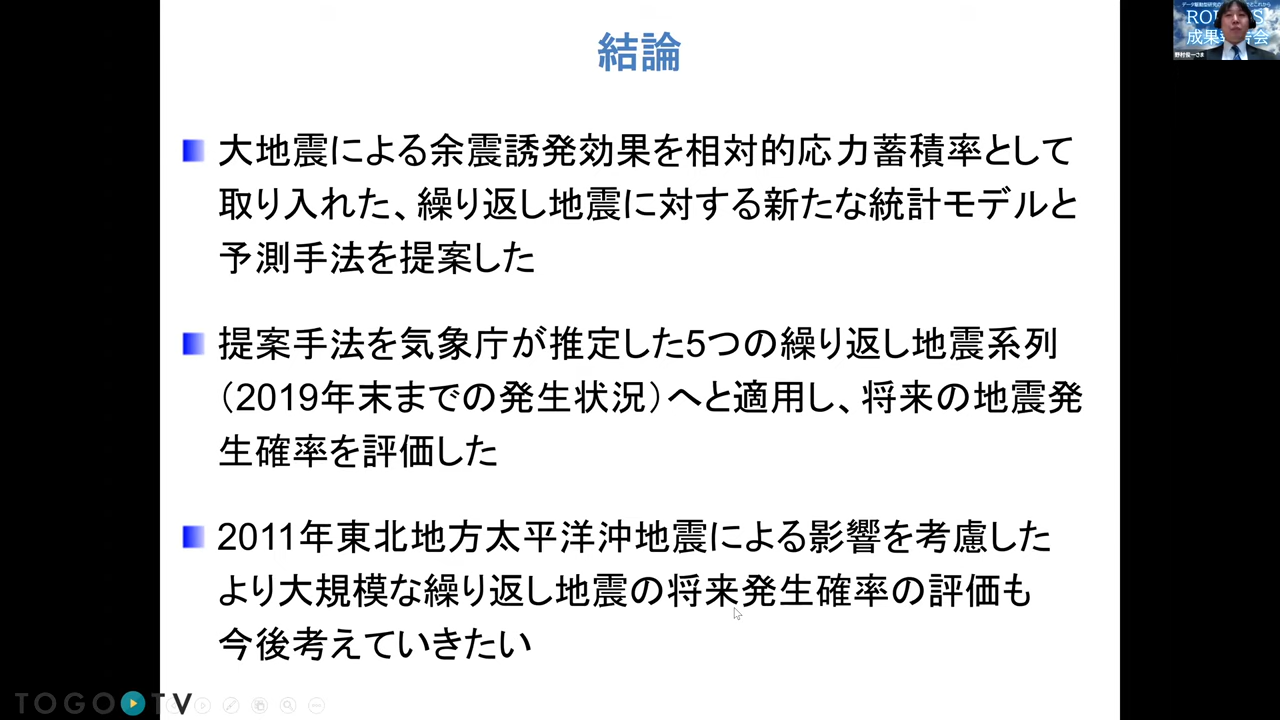 結論
大地震による余震誘発効果を相対的応力蓄積率として
取り入れた、繰り返し地震に対する新たな統計モデルと
予測手法を提案した
提案手法を気象庁が推定した5つの繰り返し地震系列
（2019年末までの発生状況）へと適用し、将来の地震発
生確率を評価した
2011年東北地方太平洋沖地震による影響を考慮した
より大規模な繰り返し地震の将来発生確率の評価も
今後考えていきたい
TOGO TV
成果報告会